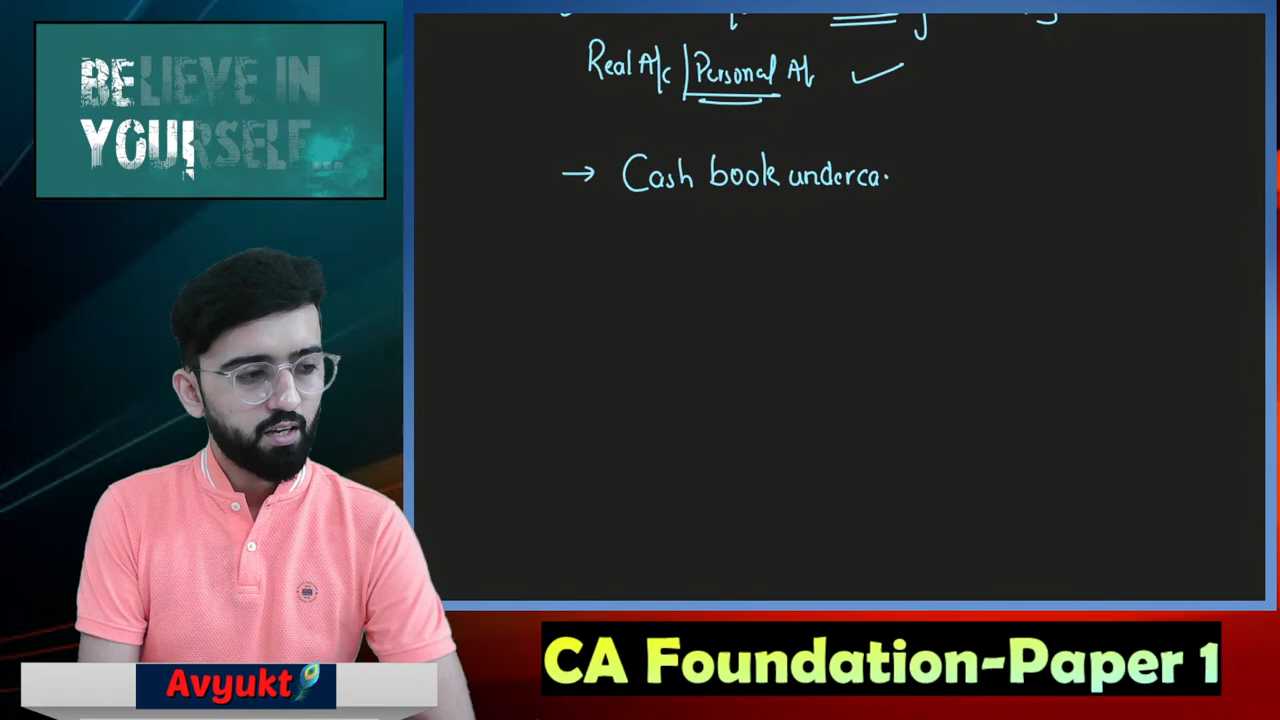 BELIEVE IN
YOURSELF...
Real A/c | Personal A/c
→ Cash book underca
Avyukt
CA Foundation-Paper 1